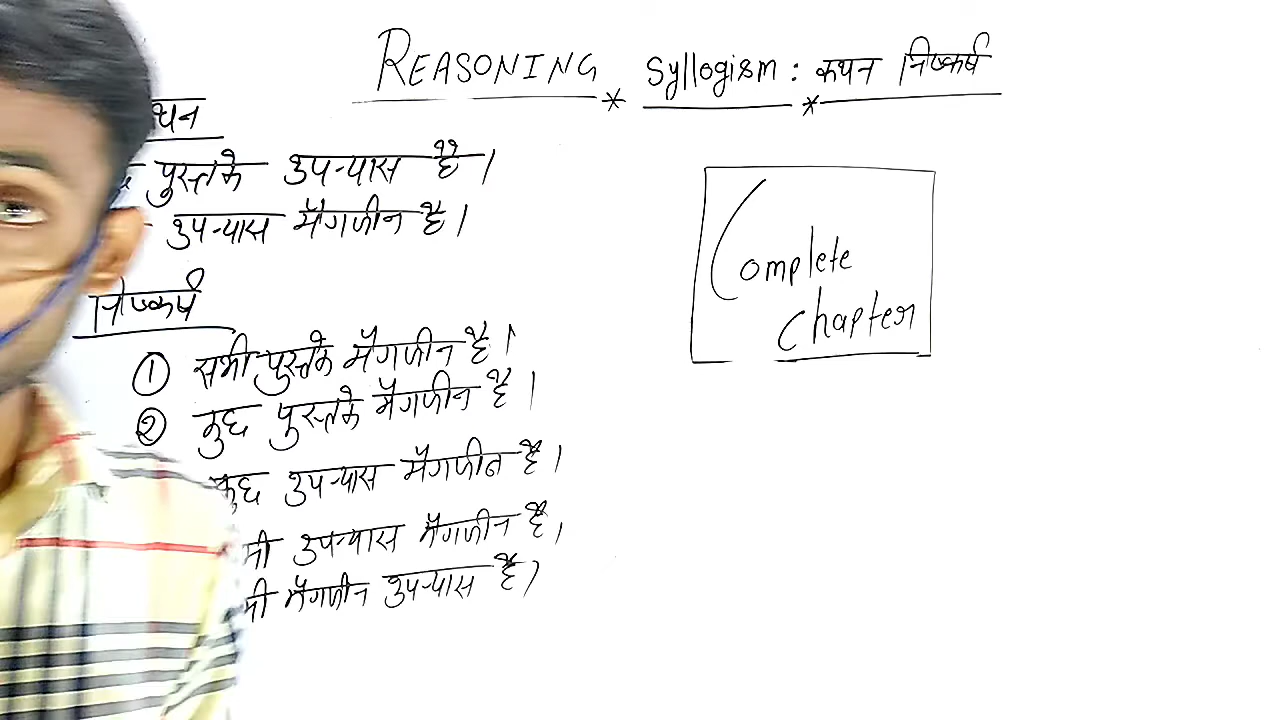 REASONING * Syllogism : * कथन निष्कर्ष
पुस्तके उपन्यास है।
उपन्यास मैगजीन है।
निष्कर्ष
① सभी पुस्तके मैगजीन है।
② कुछ पुस्तके मैगजीन है।
कुछ उपन्यास मैगजीन है।
उपन्यास मैगजीन है।
मैगजीन उपन्यास है।
Complete
chapter